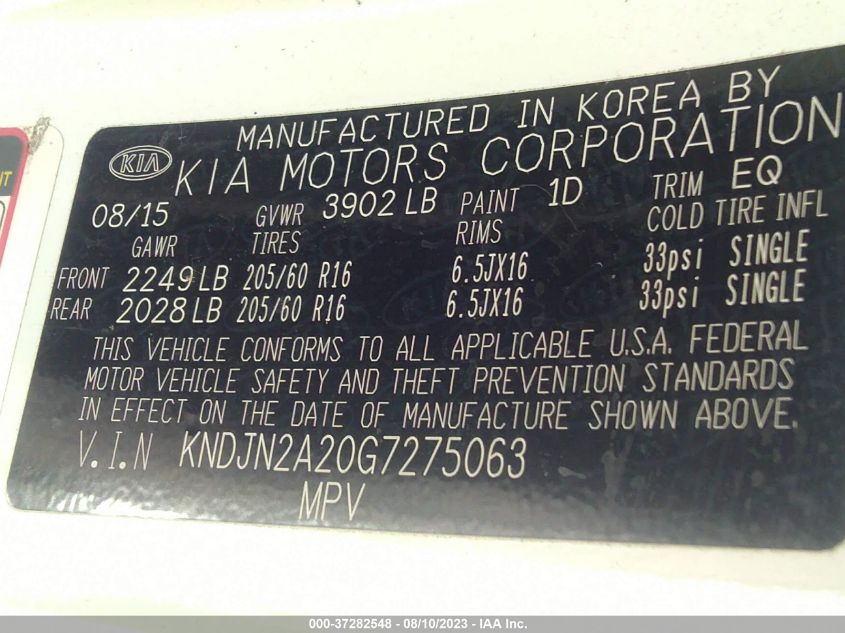 MANUFACTURED IN KOREA BY
KIA KIA MOTORS CORPORATION
08/15 GVWR 3902 LB PAINT 1D TRIM EQ
GAWR TIRES RIMS COLD TIRE INFL
FRONT 2249 LB 205/60 R16 6.5JX16 33psi SINGLE
REAR 2028 LB 205/60 R16 6.5JX16 33psi SINGLE
THIS VEHICLE CONFORMS TO ALL APPLICABLE U.S.A. FEDERAL
MOTOR VEHICLE SAFETY AND THEFT PREVENTION STANDARDS
IN EFFECT ON THE DATE OF MANUFACTURE SHOWN ABOVE.
V.I.N KNDJN2A20G7275063
MPV
000-37282548 - 08/10/2023 - IAA Inc.